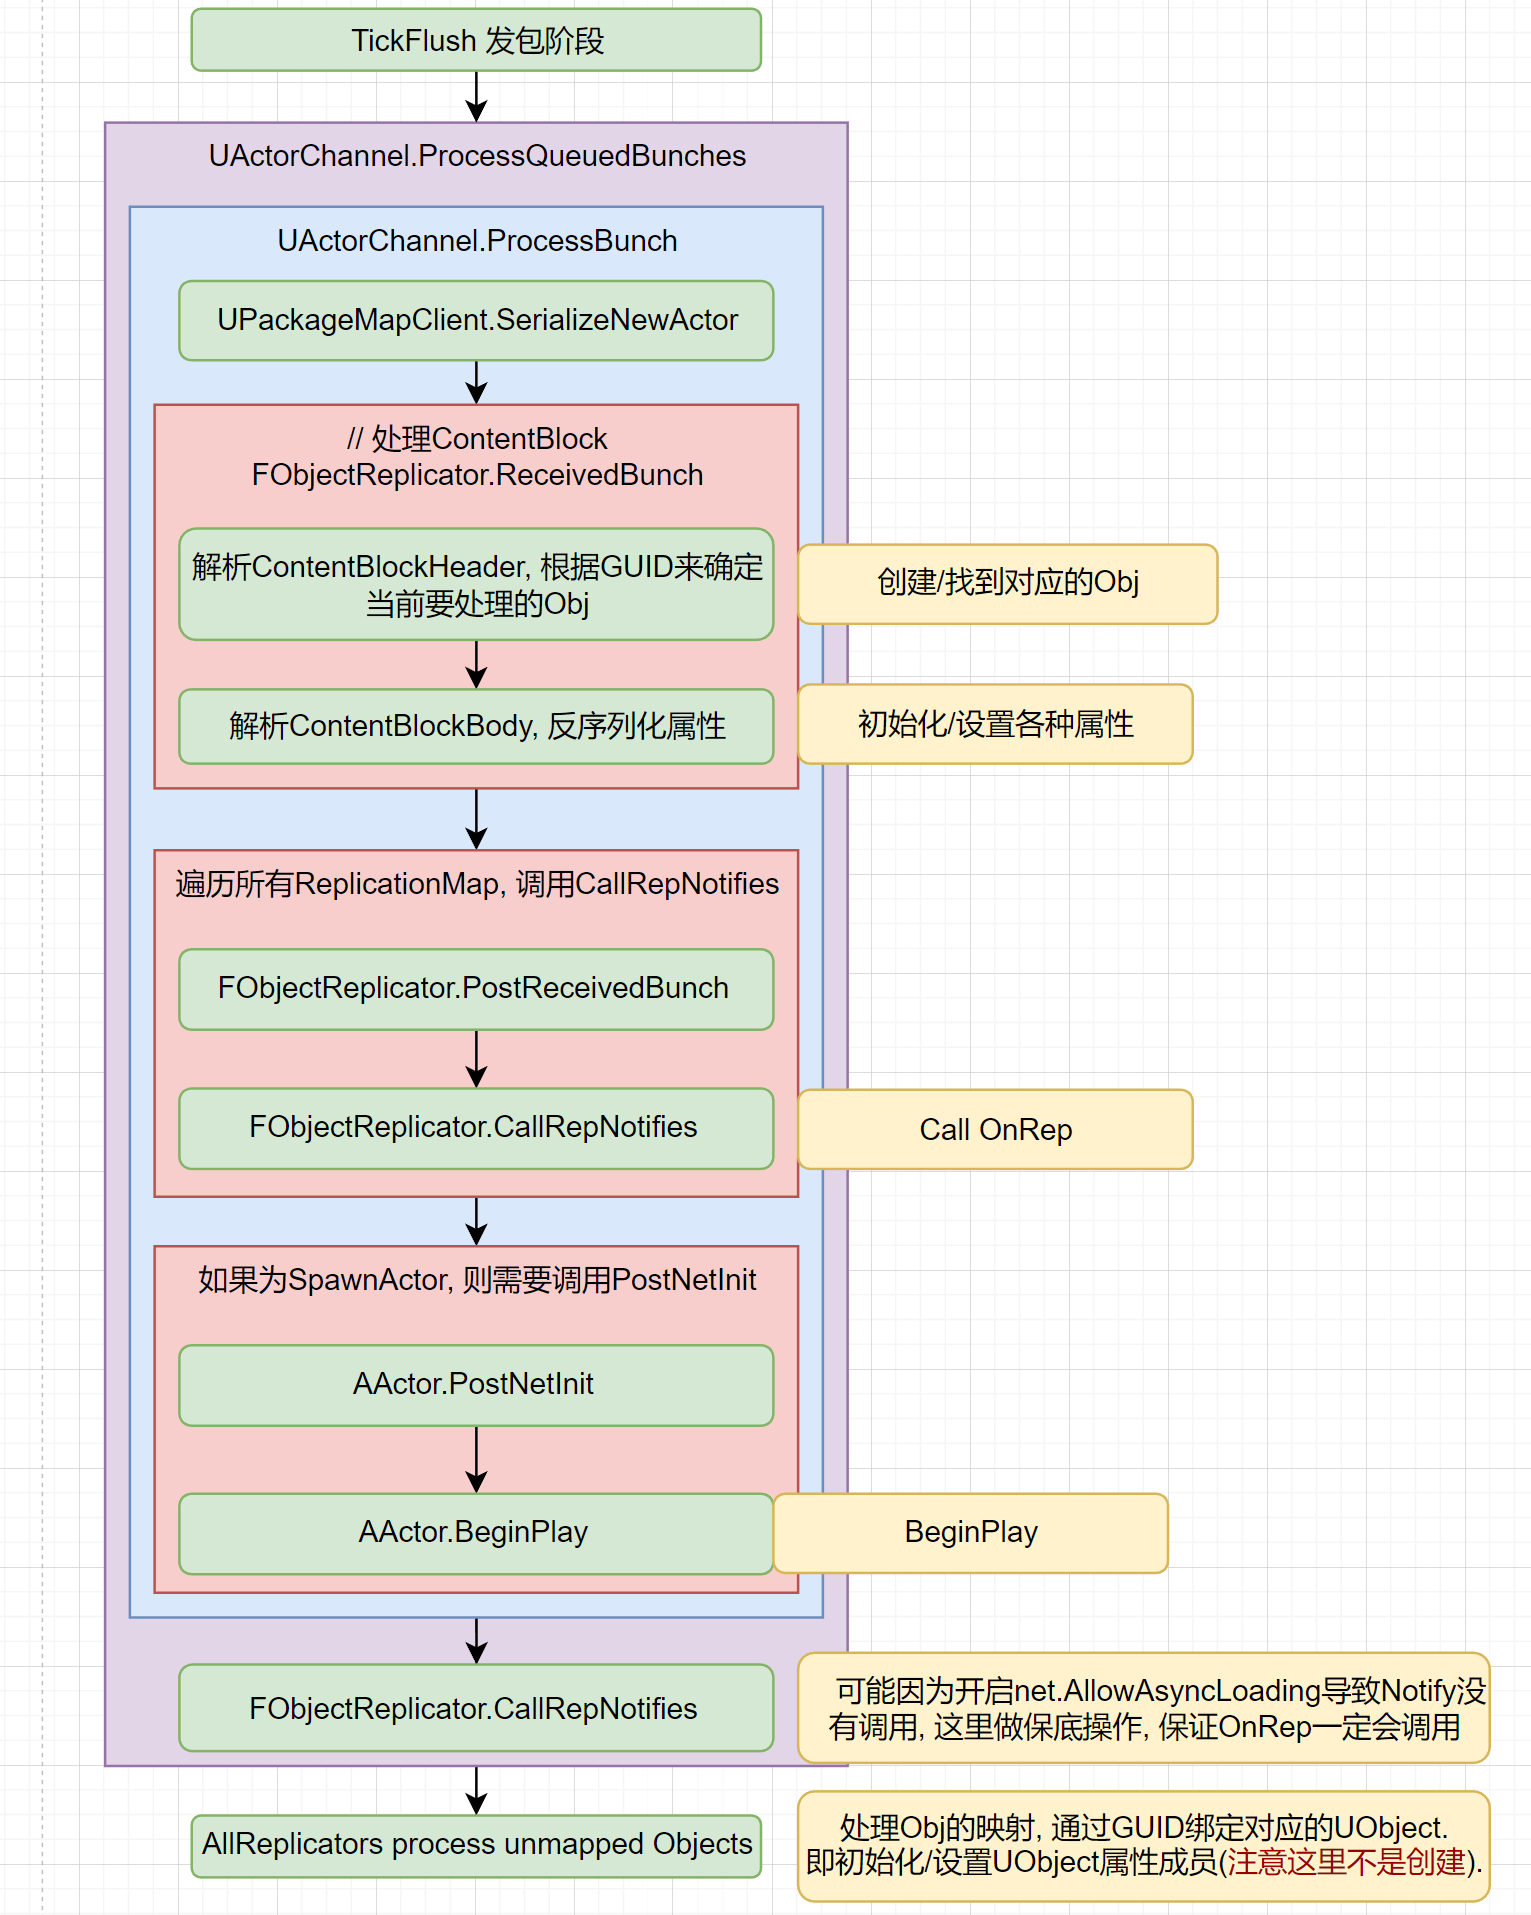 TickFlush 发包阶段
UActorChannel.ProcessQueuedBunches
UActorChannel.ProcessBunch
UPackageMapClient.SerializeNewActor
// 处理ContentBlock
FObjectReplicator.ReceivedBunch
解析ContentBlockHeader, 根据GUID来确定
当前要处理的Obj
创建/找到对应的Obj
解析ContentBlockBody, 反序列化属性
初始化/设置各种属性
遍历所有ReplicationMap, 调用CallRepNotifies
FObjectReplicator.PostReceivedBunch
FObjectReplicator.CallRepNotifies
Call OnRep
如果为SpawnActor, 则需要调用PostNetInit
AActor.PostNetInit
AActor.BeginPlay
BeginPlay
FObjectReplicator.CallRepNotifies
可能因为开启net.AllowAsyncLoading导致Notify没
有调用, 这里做保底操作, 保证OnRep一定会调用
AllReplicators process unmapped Objects
处理Obj的映射, 通过GUID绑定对应的UObject.
即初始化/设置UObject属性成员(注意这里不是创建).